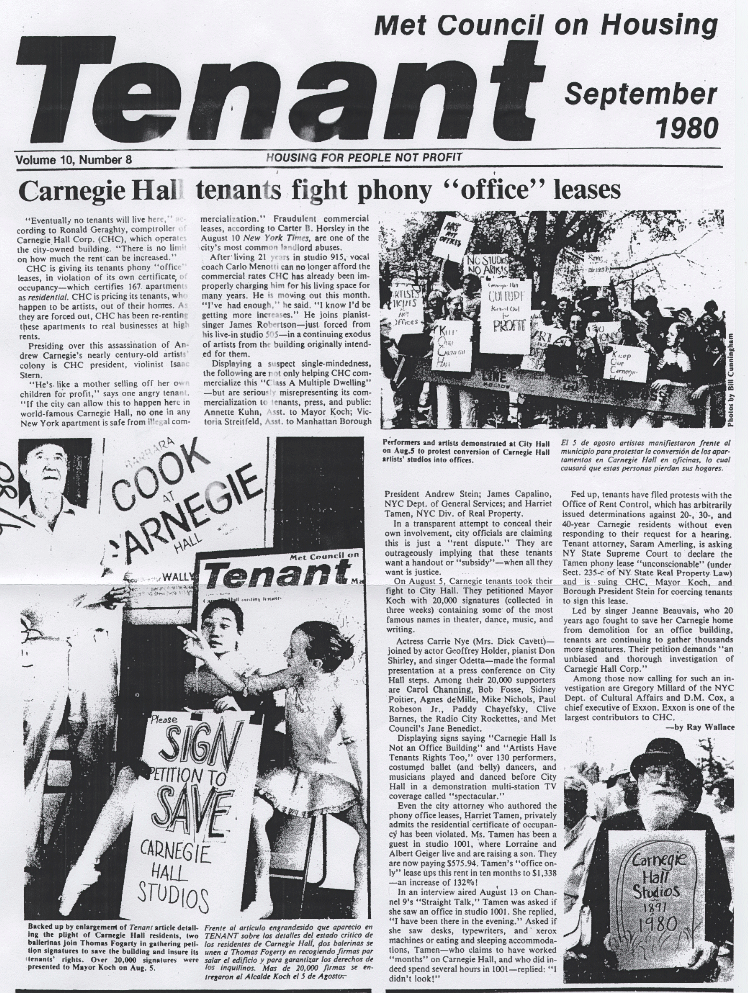 Met Council on Housing
Tenant
September
1980
Volume 10, Number 8
HOUSING FOR PEOPLE NOT PROFIT
Carnegie Hall tenants fight phony “office” leases
“Eventually no tenants will live here,” ac-
cording to Ronald Geraghty, comptroller of
Carnegie Hall Corp. (CHC), which operates
the city-owned building. “There is no limit
on how much the rent can be increased.”
CHC is giving its tenants phony “office”
leases, in violation of its own certificate of
occupancy—which certifies 167 apartments
as residential. CHC is pricing its tenants, who
happen to be artists, out of their homes. As
they are forced out, CHC has been re-renting
these apartments to real businesses at high
rents.
Presiding over this assassination of An-
drew Carnegie's nearly century-old artists'
colony is CHC president, violinist Isaac
Stern.
“He's like a mother selling off her own
children for profit,” says one angry tenant.
“If the city can allow this to happen here in
world-famous Carnegie Hall, no one in any
New York apartment is safe from illegal com-
mercialization.” Fraudulent commercial
leases, according to Carter B. Horsley in the
August 10 New York Times, are one of the
city's most common landlord abuses.
After living 21 years in studio 915, vocal
coach Carlo Menotti can no longer afford the
commercial rates CHC has already been im-
properly charging him for his living space for
many years. He is moving out this month.
“I've had enough,” he said. “I know I'd be
getting more increases.” He joins pianist-
singer James Robertson—just forced from
his live-in studio 505—in a continuing exodus
of artists from the building originally intend-
ed for them.
Displaying a suspect single-mindedness,
the following are not only helping CHC com-
mercialize this “Class A Multiple Dwelling”
—but are seriously misrepresenting its com-
mercialization to tenants, press, and public:
Annette Kuhn, Asst. to Mayor Koch; Vic-
toria Streitfeld, Asst. to Manhattan Borough
NO STUDIOS
NO ARTISTS
CULTURE
PROFIT
Photos by Bill Cunningham
Performers and artists demonstrated at City Hall
on Aug.5 to protest conversion of Carnegie Hall
artists' studios into offices.
El 5 de agosto artistas manifiestaron frente al
municipio para protestar la conversión de los apar-
tamentos en Carnegie Hall en oficinas, lo cual
causará que estas personas pierdan sus hogares.
President Andrew Stein; James Capalino,
NYC Dept. of General Services; and Harriet
Tamen, NYC Div. of Real Property.
In a transparent attempt to conceal their
own involvement, city officials are claiming
this is just a “rent dispute.” They are
outrageously implying that these tenants
want a handout or “subsidy”—when all they
want is justice.
On August 5, Carnegie tenants took their
fight to City Hall. They petitioned Mayor
Koch with 20,000 signatures (collected in
three weeks) containing some of the most
famous names in theater, dance, music, and
writing.
Actress Carrie Nye (Mrs. Dick Cavett)—
joined by actor Geoffrey Holder, pianist Don
Shirley, and singer Odetta—made the formal
presentation at a press conference on City
Hall steps. Among their 20,000 supporters
are Carol Channing, Bob Fosse, Sidney
Poitier, Agnes deMille, Mike Nichols, Paul
Robeson Jr., Paddy Chayefsky, Clive
Barnes, the Radio City Rockettes, and Met
Council's Jane Benedict.
Displaying signs saying “Carnegie Hall Is
Not an Office Building” and “Artists Have
Tenants Rights Too,” over 130 performers,
costumed ballet (and belly) dancers, and
musicians played and danced before City
Hall in a demonstration multi-station TV
coverage called “spectacular.”
Even the city attorney who authored the
phony office leases, Harriet Tamen, privately
admits the residential certificate of occupan-
cy has been violated. Ms. Tamen has been a
guest in studio 1001, where Lorraine and
Albert Geiger live and are raising a son. They
are now paying $575.94. Tamen's “office on-
ly” lease ups this rent in ten months to $1,338
—an increase of 132%!
In an interview aired August 13 on Chan-
nel 9's “Straight Talk,” Tamen was asked if
she saw an office in studio 1001. She replied,
“I have been there in the evening.” Asked if
she saw desks, typewriters, and xerox
machines or eating and sleeping accommoda-
tions, Tamen—who claims to have worked
“months” on Carnegie Hall, and who did in-
deed spend several hours in 1001—replied: “I
didn't look!”
Fed up, tenants have filed protests with the
Office of Rent Control, which has arbitrarily
issued determinations against 20-, 30-, and
40-year Carnegie residents without even
responding to their request for a hearing.
Tenant attorney, Saram Amerling, is asking
NY State Supreme Court to declare the
Tamen phony lease “unconscionable” (under
Sect. 235-c of NY State Real Property Law)
and is suing CHC, Mayor Koch, and
Borough President Stein for coercing tenants
to sign this lease.
Led by singer Jeanne Beauvais, who 20
years ago fought to save her Carnegie home
from demolition for an office building,
tenants are continuing to gather thousands
more signatures. Their petition demands “an
unbiased and thorough investigation of
Carnegie Hall Corp.”
Among those now calling for such an in-
vestigation are Gregory Millard of the NYC
Dept. of Cultural Affairs and D.M. Cox, a
chief executive of Exxon. Exxon is one of the
largest contributors to CHC.
—by Ray Wallace
9/80
BARBARA
COOK
AT
CARNEGIE
HALL
WALLY
Met Council on
Tenant
Please
SIGN
PETITION TO
SAVE
CARNEGIE
HALL
STUDIOS
Backed up by enlargement of Tenant article detail-
ing the plight of Carnegie Hall residents, two
ballerinas join Thomas Fogarty in gathering peti-
tion signatures to save the building and insure its
tenants' rights. Over 20,000 signatures were
presented to Mayor Koch on Aug. 5.
Frente al artículo engrandesido que aparecio en
TENANT sobre los detalles del estado crítico de
los residentes de Carnegie Hall, dos balerinas se
unen a Thomas Fogarty en recogiendo firmas por
salar el edificio y para garantizar los derechos de
los inquilinos. Mas de 20,000 firmas se en-
tregaron al Alcalde Koch el 5 de Agosto.
Carnegie
Hall
Studios
1891
1980